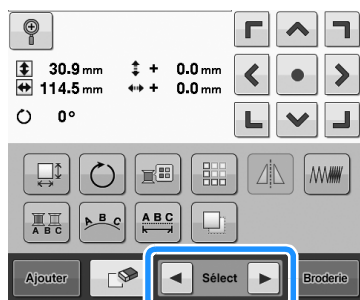 30.9 mm + 0.0 mm
114.5 mm + 0.0 mm
0°
A B C
A B C
A B C
Ajouter Sélect Broderie